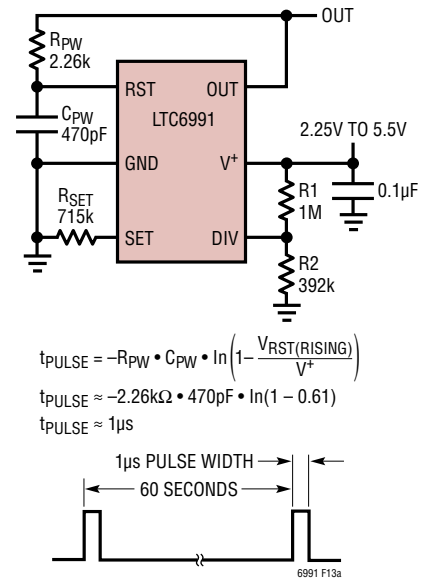 OUT
RPW
2.26k
RST
OUT
LTC6991
CPW
470pF
2.25V TO 5.5V
GND
V+
R1
1M
0.1µF
RSET
715k
SET
DIV
R2
392k
tPULSE = –RPW • CPW • ln(1– VRST(RISING)/V+)
tPULSE ≈ –2.26kΩ • 470pF • ln(1 – 0.61)
tPULSE ≈ 1µs
1µs PULSE WIDTH
60 SECONDS
6991 F13a